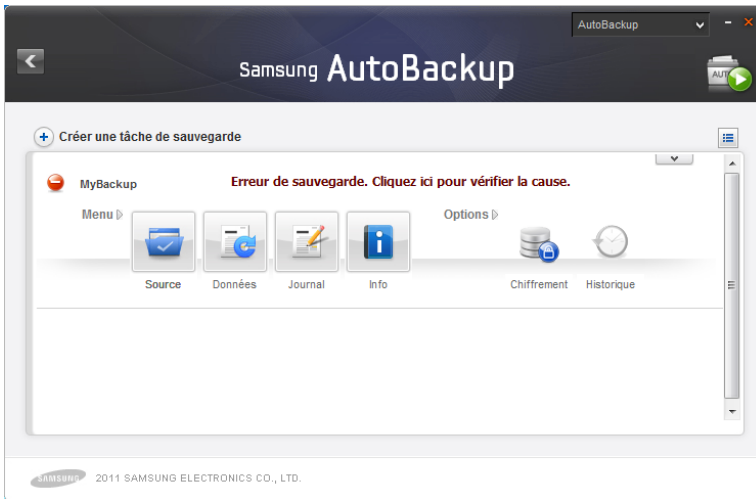 AutoBackup
Samsung AutoBackup
AUTO
Créer une tâche de sauvegarde
MyBackup
Erreur de sauvegarde. Cliquez ici pour vérifier la cause.
Menu
Options
Source Données Journal Info Chiffrement Historique
SAMSUNG 2011 SAMSUNG ELECTRONICS CO., LTD.